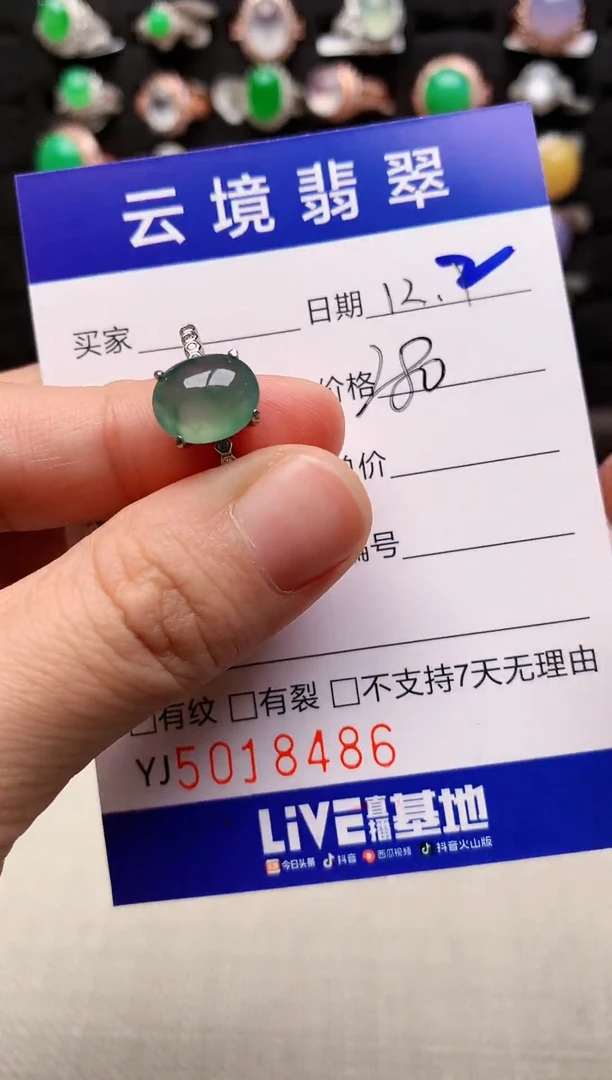 云境翡翠
买家 日期 12.2
价格 280
价
号
□有纹 □有裂 □不支持7天无理由
YJ5018486
LiVE直播基地
今日头条 抖音 西瓜视频 抖音火山版